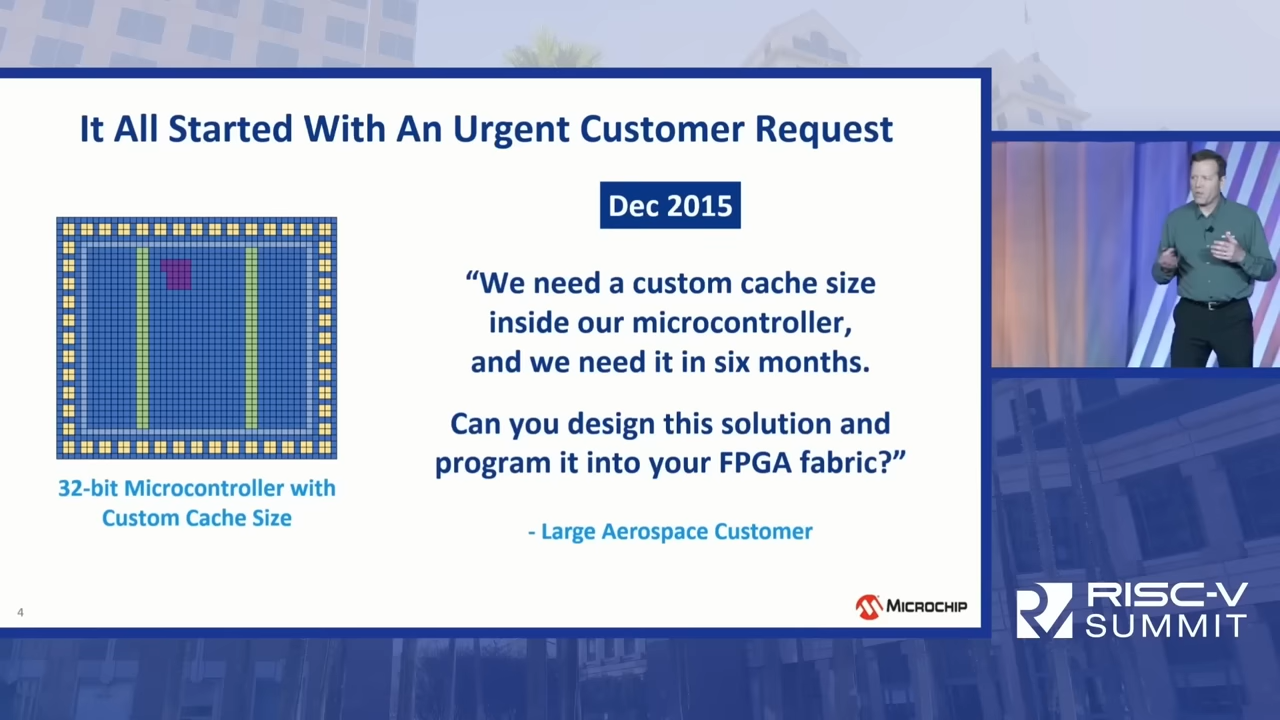 It All Started With An Urgent Customer Request
Dec 2015
“We need a custom cache size
inside our microcontroller,
and we need it in six months.
Can you design this solution and
program it into your FPGA fabric?”
- Large Aerospace Customer
32-bit Microcontroller with
Custom Cache Size
4
MICROCHIP
RISC-V
SUMMIT